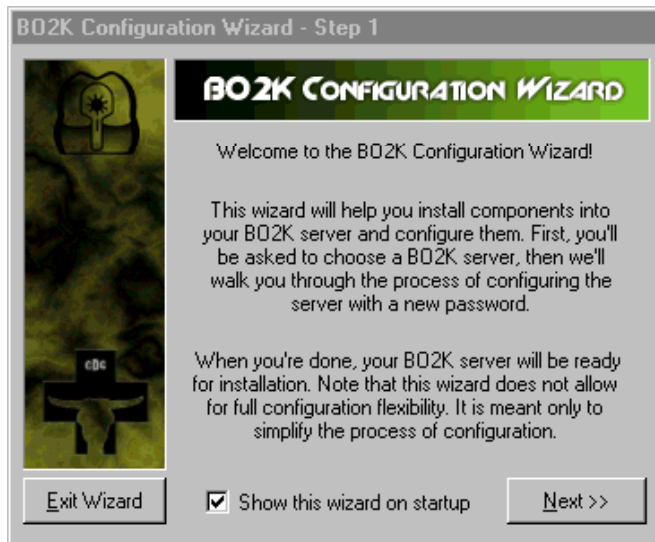 BO2K Configuration Wizard - Step 1
BO2K CONFIGURATION WIZARD
Welcome to the BO2K Configuration Wizard!
This wizard will help you install components into
your BO2K server and configure them. First, you'll
be asked to choose a BO2K server, then we'll
walk you through the process of configuring the
server with a new password.
cDc
When you're done, your BO2K server will be ready
for installation. Note that this wizard does not allow
for full configuration flexibility. It is meant only to
simplify the process of configuration.
Exit Wizard
Show this wizard on startup
Next >>